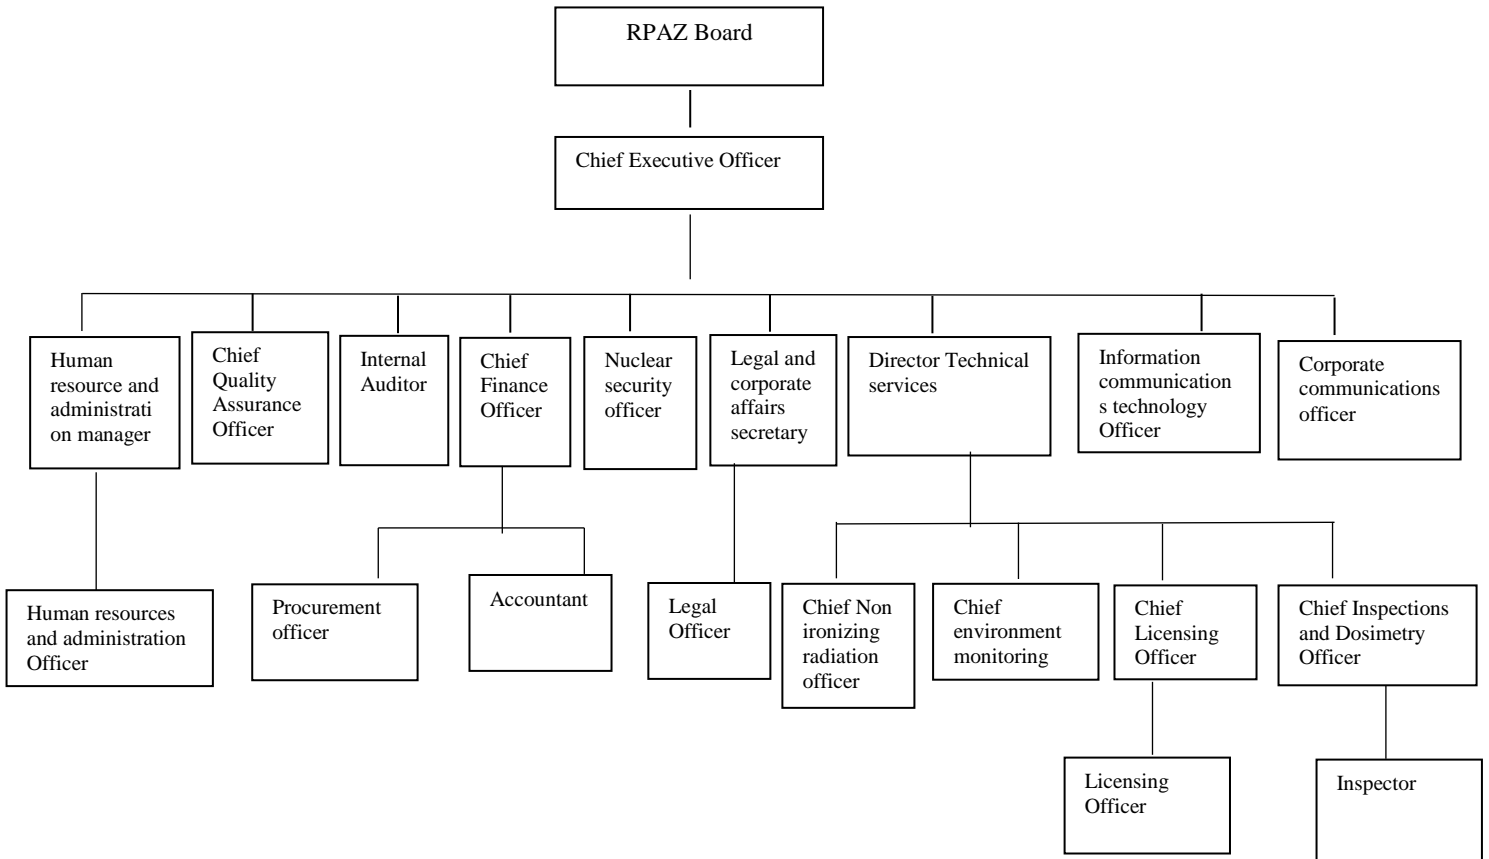 RPAZ Board
Chief Executive Officer
Human
resource and
administrati
on manager
Chief
Quality
Assurance
Officer
Internal
Auditor
Chief
Finance
Officer
Nuclear
security
officer
Legal and
corporate
affairs
secretary
Director Technical
services
Information
communication
s technology
Officer
Corporate
communications
officer
Human resources
and administration
Officer
Procurement
officer
Accountant
Legal
Officer
Chief Non
ironizing
radiation
officer
Chief
environment
monitoring
Chief
Licensing
Officer
Chief Inspections
and Dosimetry
Officer
Licensing
Officer
Inspector